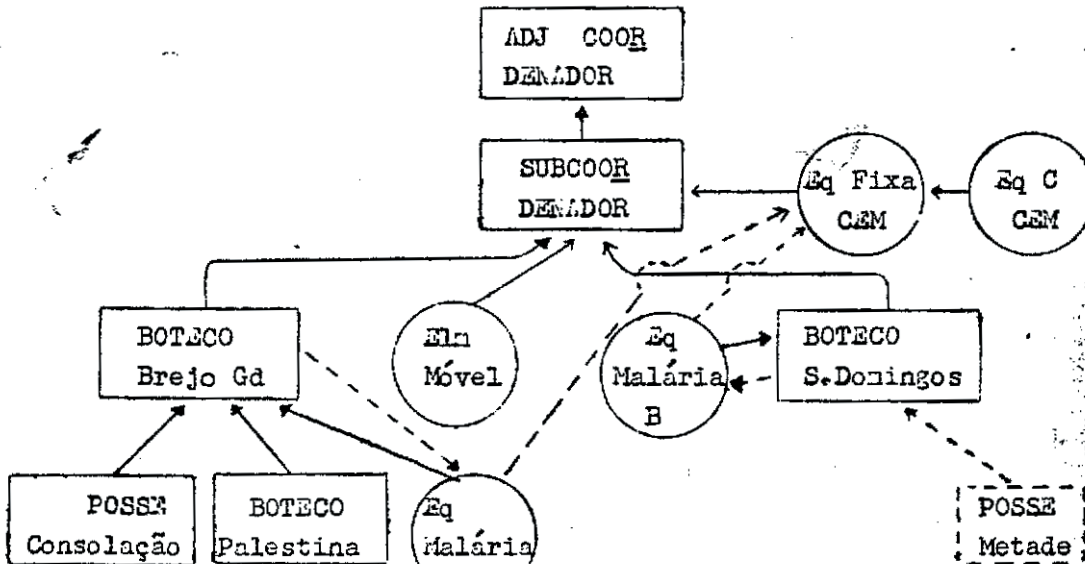 ADJ COOR
DENADOR
SUBCOOR
DENADOR
Eq Fixa
CEM
Eq C
CEM
BOTECO
Brejo Gd
Elm
Móvel
Eq
Malária
B
BOTECO
S.Domingos
POSSE
Consolação
BOTECO
Palestina
Eq
Malária
POSSE
Metade